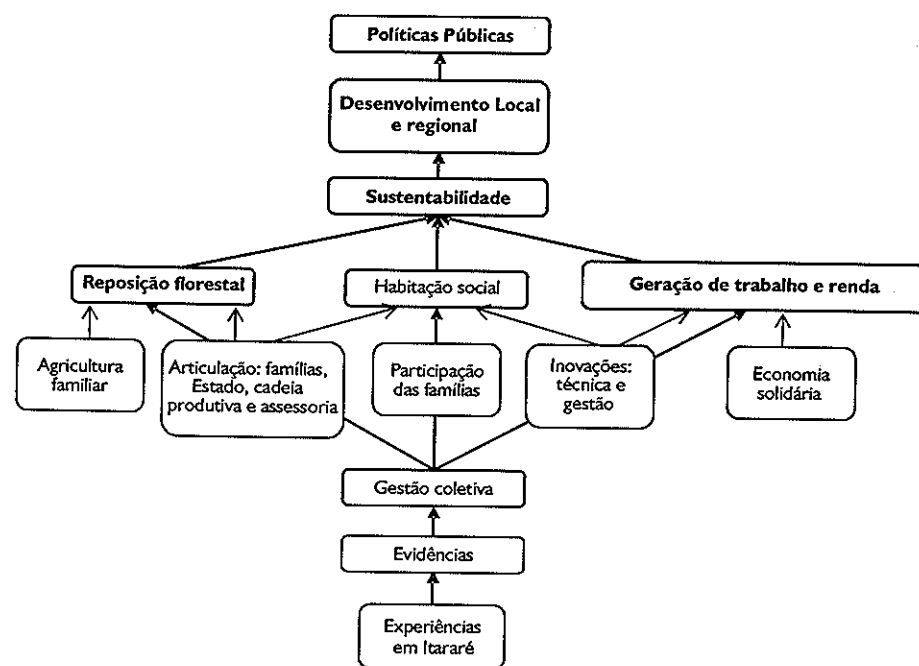 Políticas Públicas
Desenvolvimento Local
e regional
Sustentabilidade
Reposição florestal
Habitação social
Geração de trabalho e renda
Agricultura
familiar
Articulação: famílias,
Estado, cadeia
produtiva e assessoria
Participação
das famílias
Inovações:
técnica e
gestão
Economia
solidária
Gestão coletiva
Evidências
Experiências
em Itararé